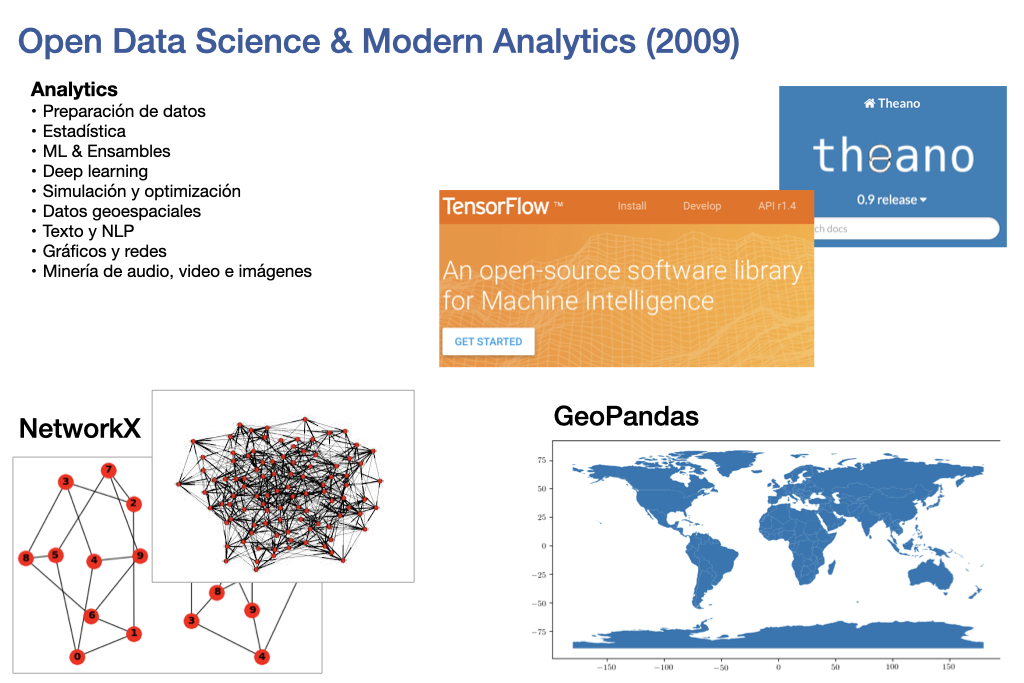 Open Data Science & Modern Analytics (2009)
Analytics
• Preparación de datos
• Estadística
• ML & Ensambles
• Deep learning
• Simulación y optimización
• Datos geoespaciales
• Texto y NLP
• Gráficos y redes
• Minería de audio, video e imágenes
Theano
theano
0.9 release
ch docs
TensorFlow ™ Install Develop API r1.4
An open-source software library
for Machine Intelligence
GET STARTED
NetworkX
7
3
2
8 5 4 9
6
1
0
8
9
3
4
GeoPandas
75
50
25
0
−25
−50
−75
−150 −100 −50 0 50 100 150